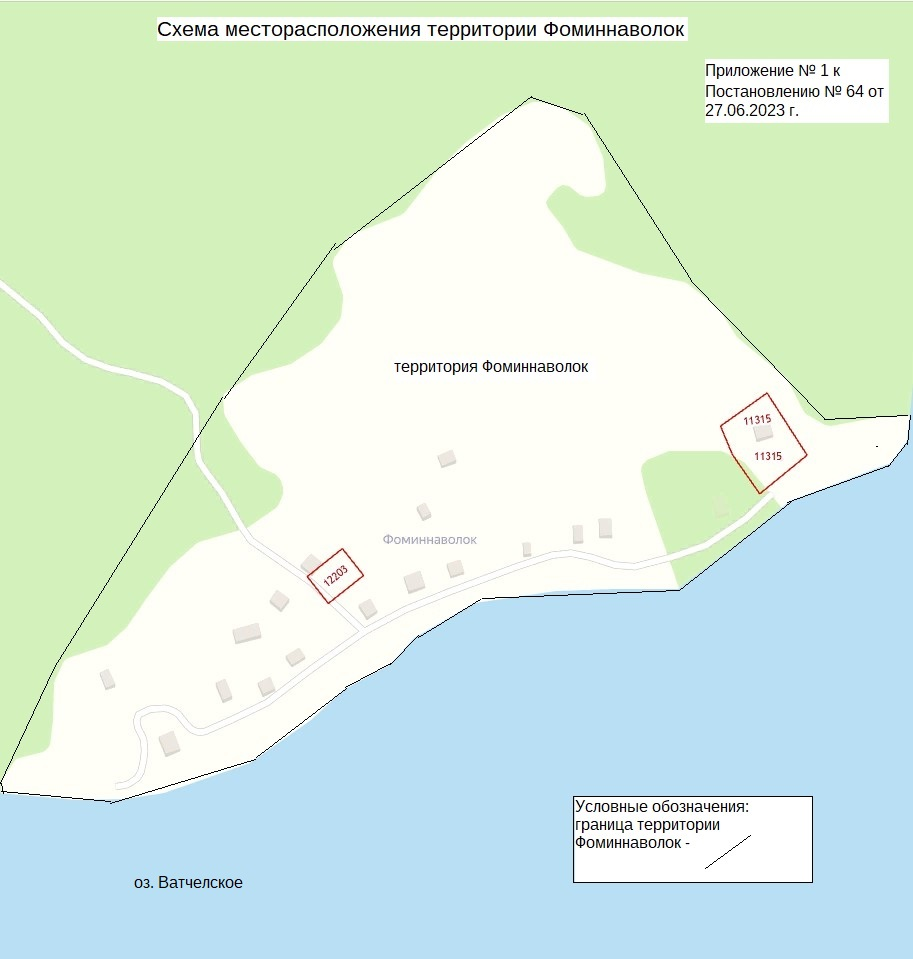 Схема месторасположения территории Фоминнаволок
Приложение № 1 к
Постановлению № 64 от
27.06.2023 г.
территория Фоминнаволок
11315
11315
Фоминнаволок
12203
Условные обозначения:
граница территории
Фоминнаволок -
оз. Ватчелское